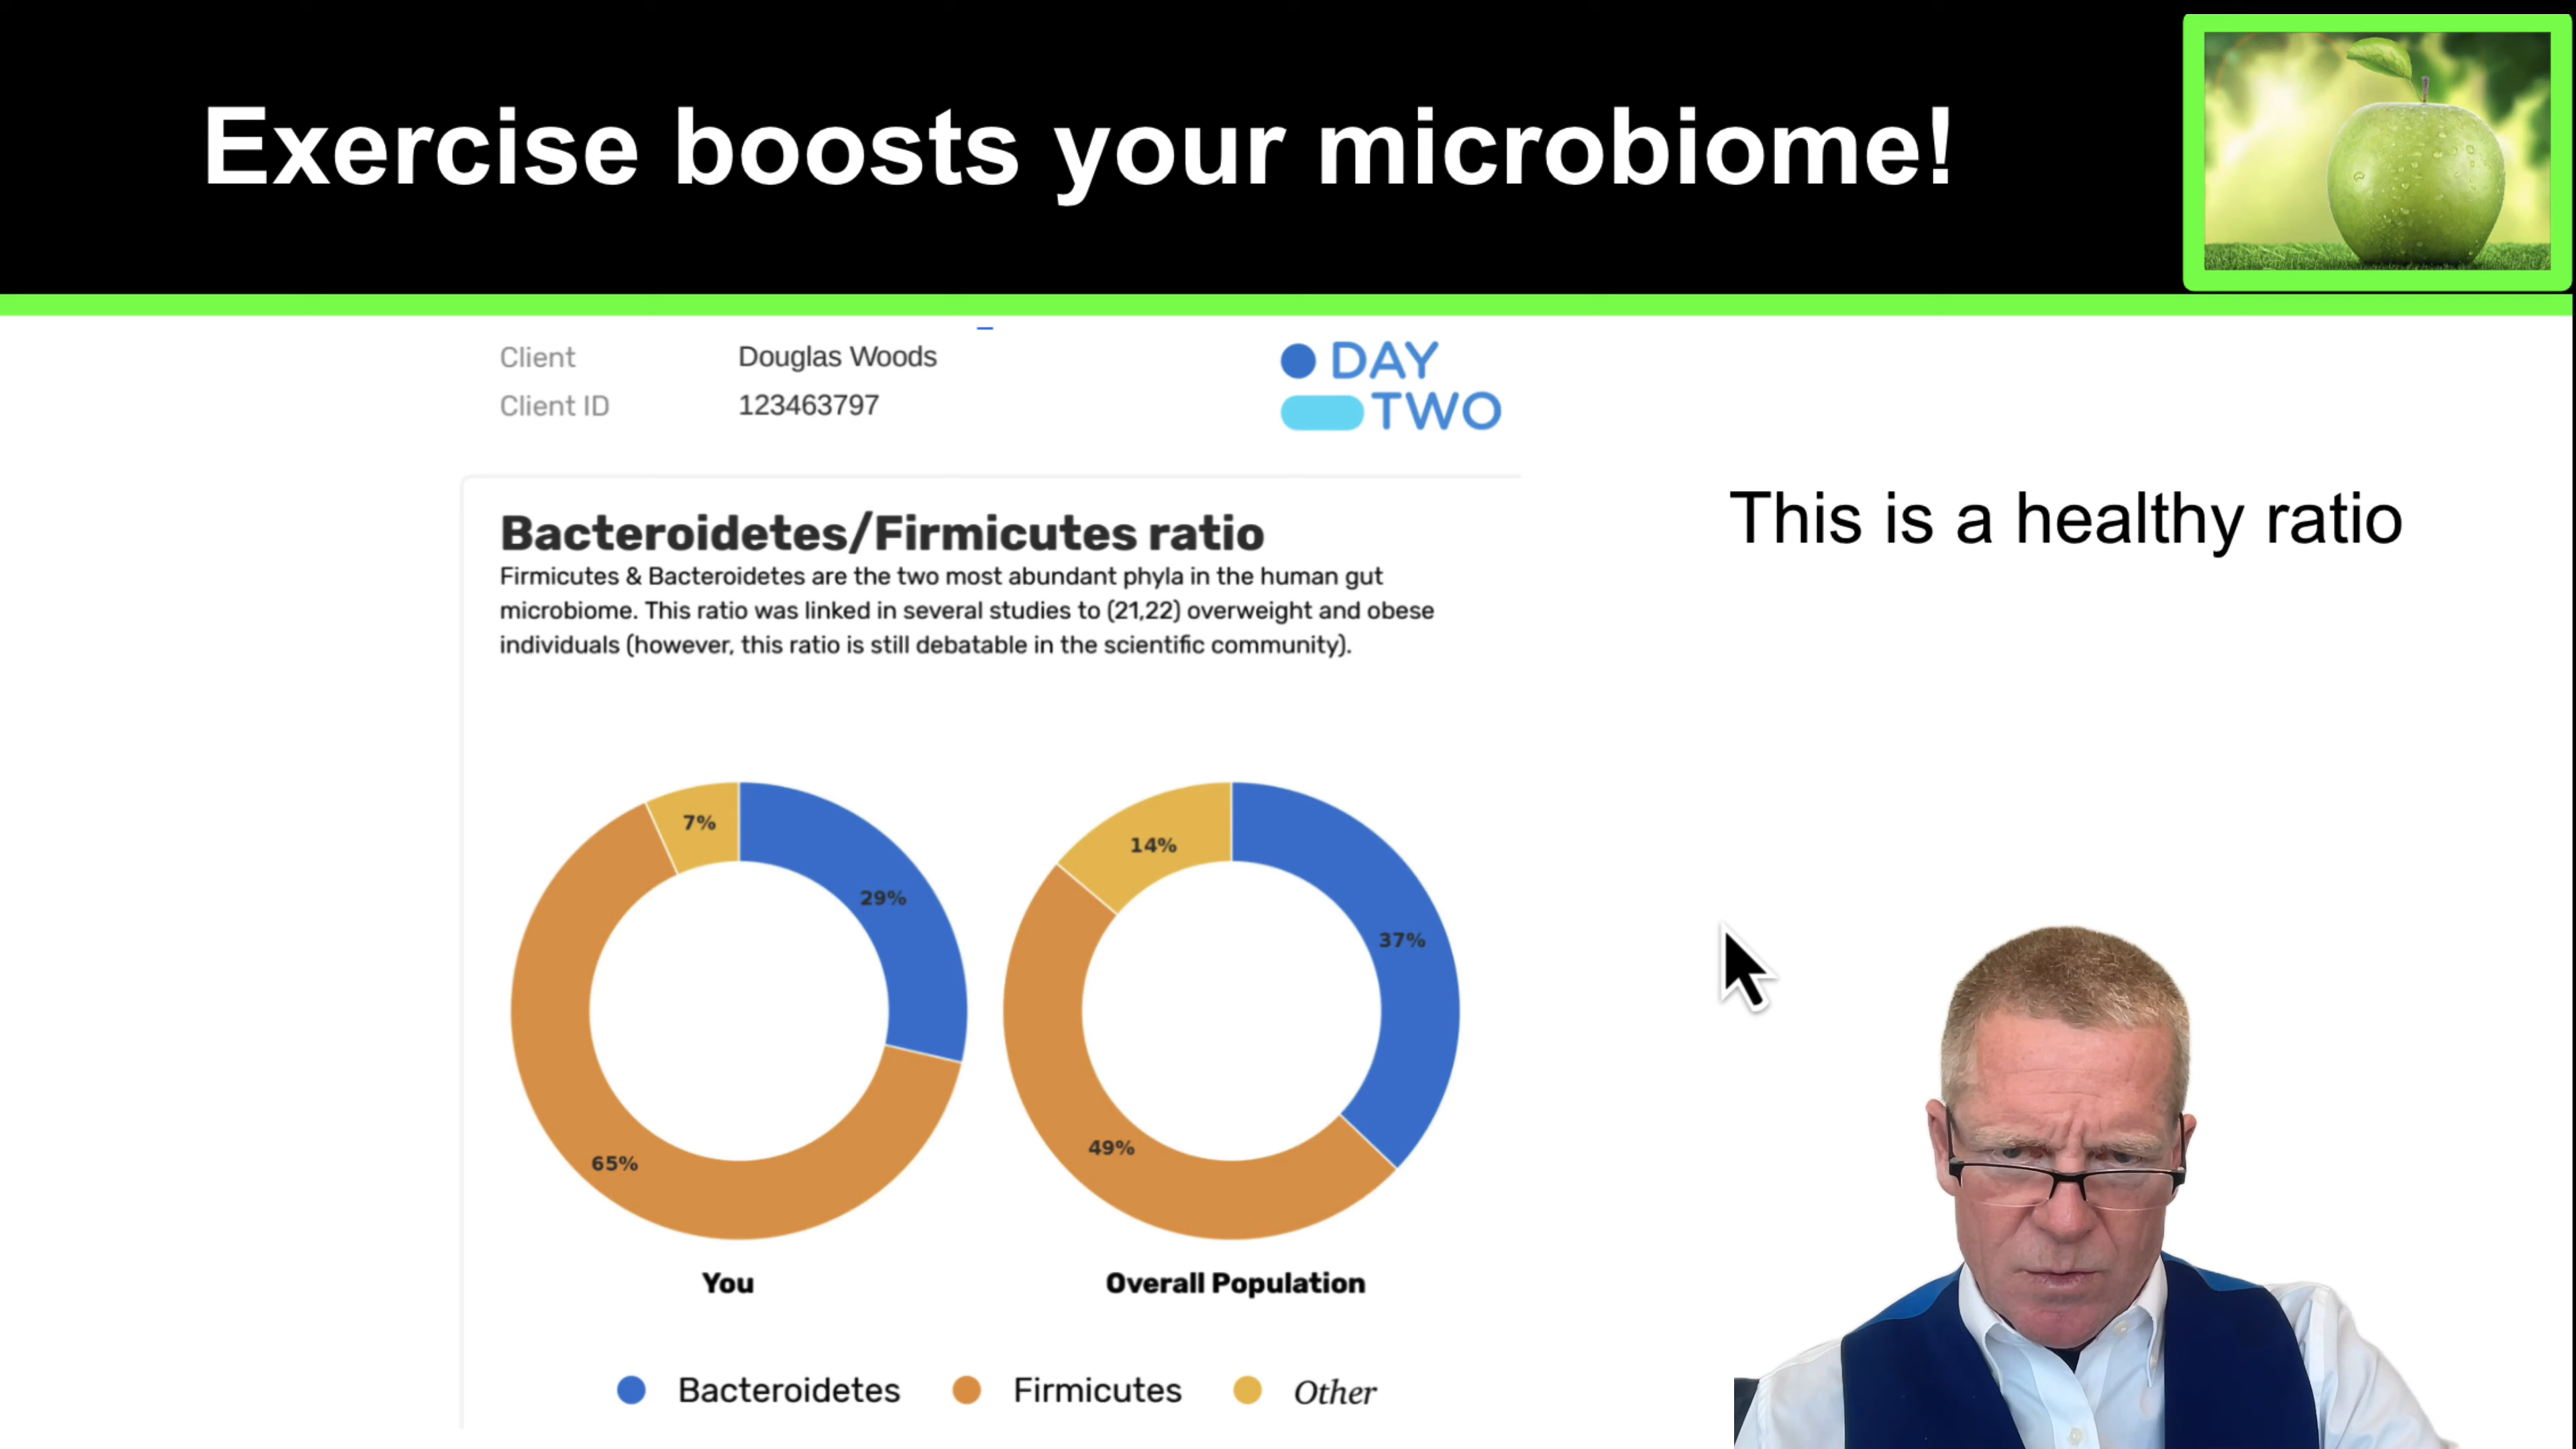 Exercise boosts your microbiome!
Client Douglas Woods
Client ID 123463797
DAY
TWO
Bacteroidetes/Firmicutes ratio
Firmicutes & Bacteroidetes are the two most abundant phyla in the human gut
microbiome. This ratio was linked in several studies to (21,22) overweight and obese
individuals (however, this ratio is still debatable in the scientific community).
This is a healthy ratio
7%
29%
65%
14%
37%
49%
You
Overall Population
Bacteroidetes Firmicutes Other